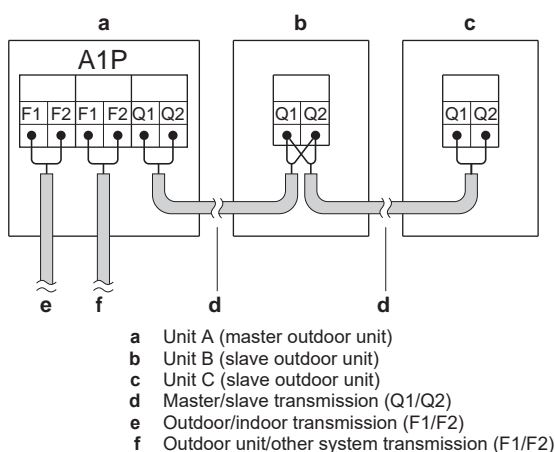 a b c
A1P
F1 F2 F1 F2 Q1 Q2 Q1 Q2 Q1 Q2
e f d d
a Unit A (master outdoor unit)
b Unit B (slave outdoor unit)
c Unit C (slave outdoor unit)
d Master/slave transmission (Q1/Q2)
e Outdoor/indoor transmission (F1/F2)
f Outdoor unit/other system transmission (F1/F2)